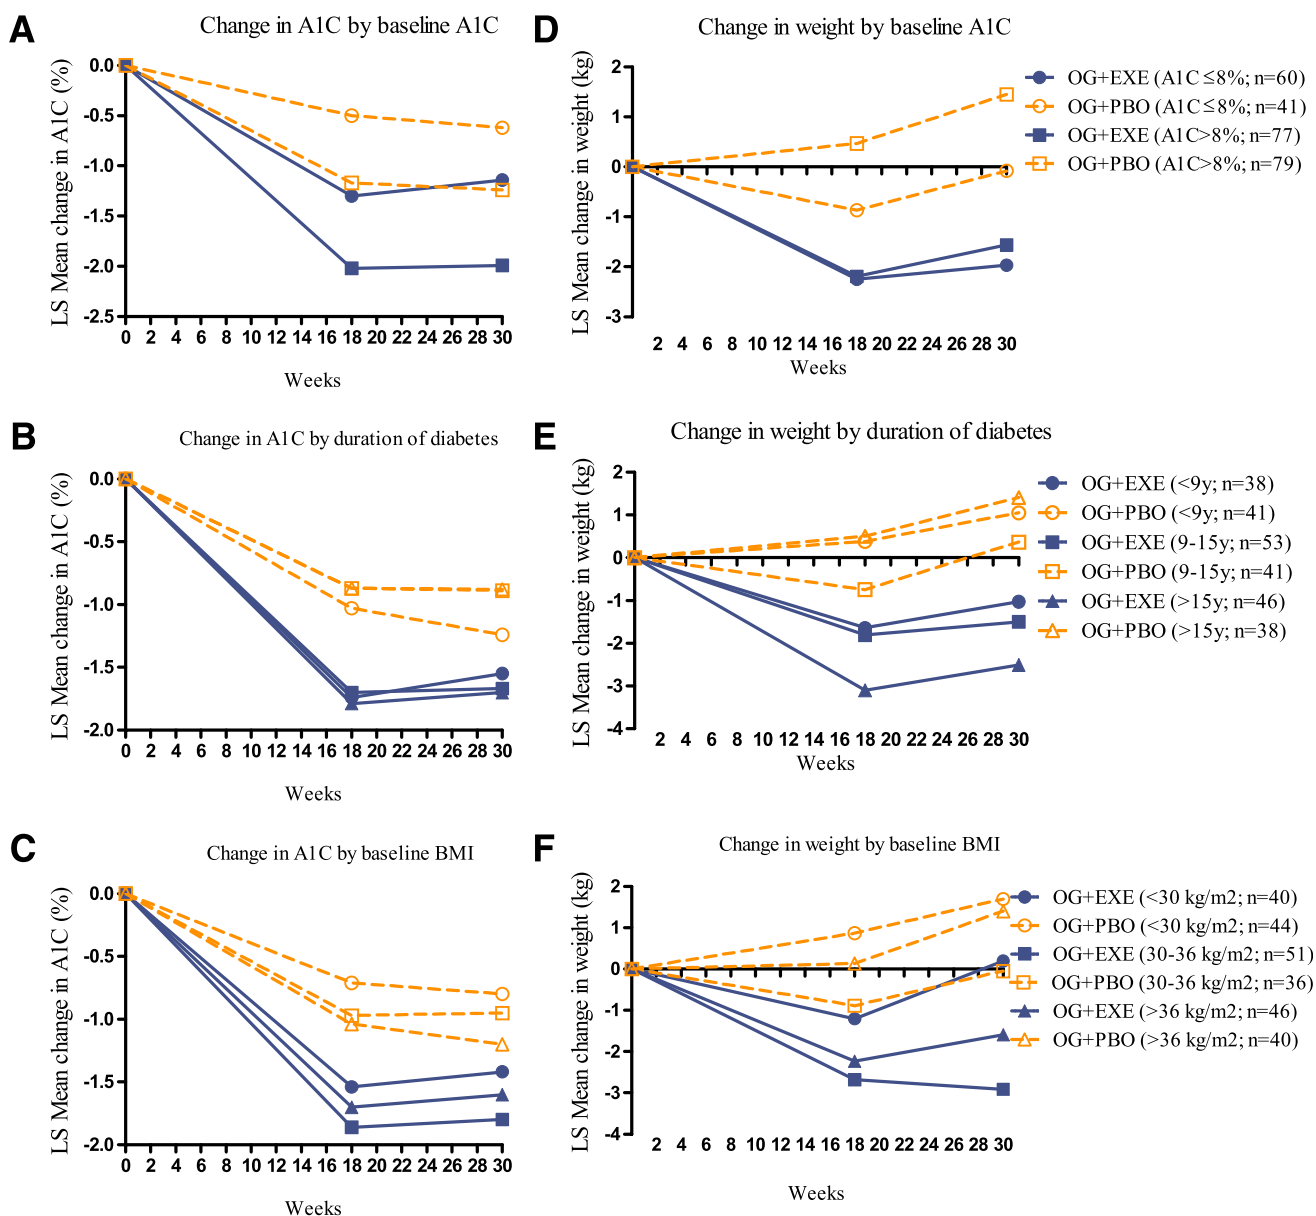 A
Change in A1C by baseline A1C
LS Mean change in A1C (%)
0.0
-0.5
-1.0
-1.5
-2.0
-2.5
0 2 4 6 8 10 12 14 16 18 20 22 24 26 28 30
Weeks
D
Change in weight by baseline A1C
LS Mean change in weight (kg)
2
1
0
-1
-2
-3
2 4 6 8 10 12 14 16 18 20 22 24 26 28 30
Weeks
OG+EXE (A1C ≤8%; n=60)
OG+PBO (A1C ≤8%; n=41)
OG+EXE (A1C>8%; n=77)
OG+PBO (A1C>8%; n=79)
B
Change in A1C by duration of diabetes
LS Mean change in A1C (%)
0.0
-0.5
-1.0
-1.5
-2.0
0 2 4 6 8 10 12 14 16 18 20 22 24 26 28 30
Weeks
E
Change in weight by duration of diabetes
LS Mean change in weight (kg)
2
1
0
-1
-2
-3
-4
2 4 6 8 10 12 14 16 18 20 22 24 26 28 30
Weeks
OG+EXE (<9y; n=38)
OG+PBO (<9y; n=41)
OG+EXE (9-15y; n=53)
OG+PBO (9-15y; n=41)
OG+EXE (>15y; n=46)
OG+PBO (>15y; n=38)
C
Change in A1C by baseline BMI
LS Mean change in A1C (%)
0.0
-0.5
-1.0
-1.5
-2.0
0 2 4 6 8 10 12 14 16 18 20 22 24 26 28 30
Weeks
F
Change in weight by baseline BMI
LS Mean change in weight (kg)
2
1
0
-1
-2
-3
-4
2 4 6 8 10 12 14 16 18 20 22 24 26 28 30
Weeks
OG+EXE (<30 kg/m2; n=40)
OG+PBO (<30 kg/m2; n=44)
OG+EXE (30-36 kg/m2; n=51)
OG+PBO (30-36 kg/m2; n=36)
OG+EXE (>36 kg/m2; n=46)
OG+PBO (>36 kg/m2; n=40)